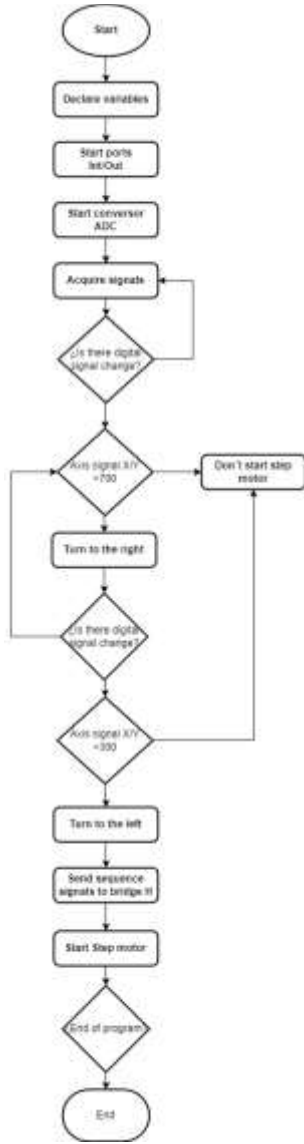 Start
Declare variables
Start ports
Int/Out
Start conversor
ADC
Acquire signals
¿Is there digital
signal change?
Axis signal X/Y
=700
Don´t start step
motor
Turn to the right
¿Is there digital
signal change?
Axis signal X/Y
=300
Turn to the left
Send sequence
signals to bridge H
Start Step motor
End of program
End